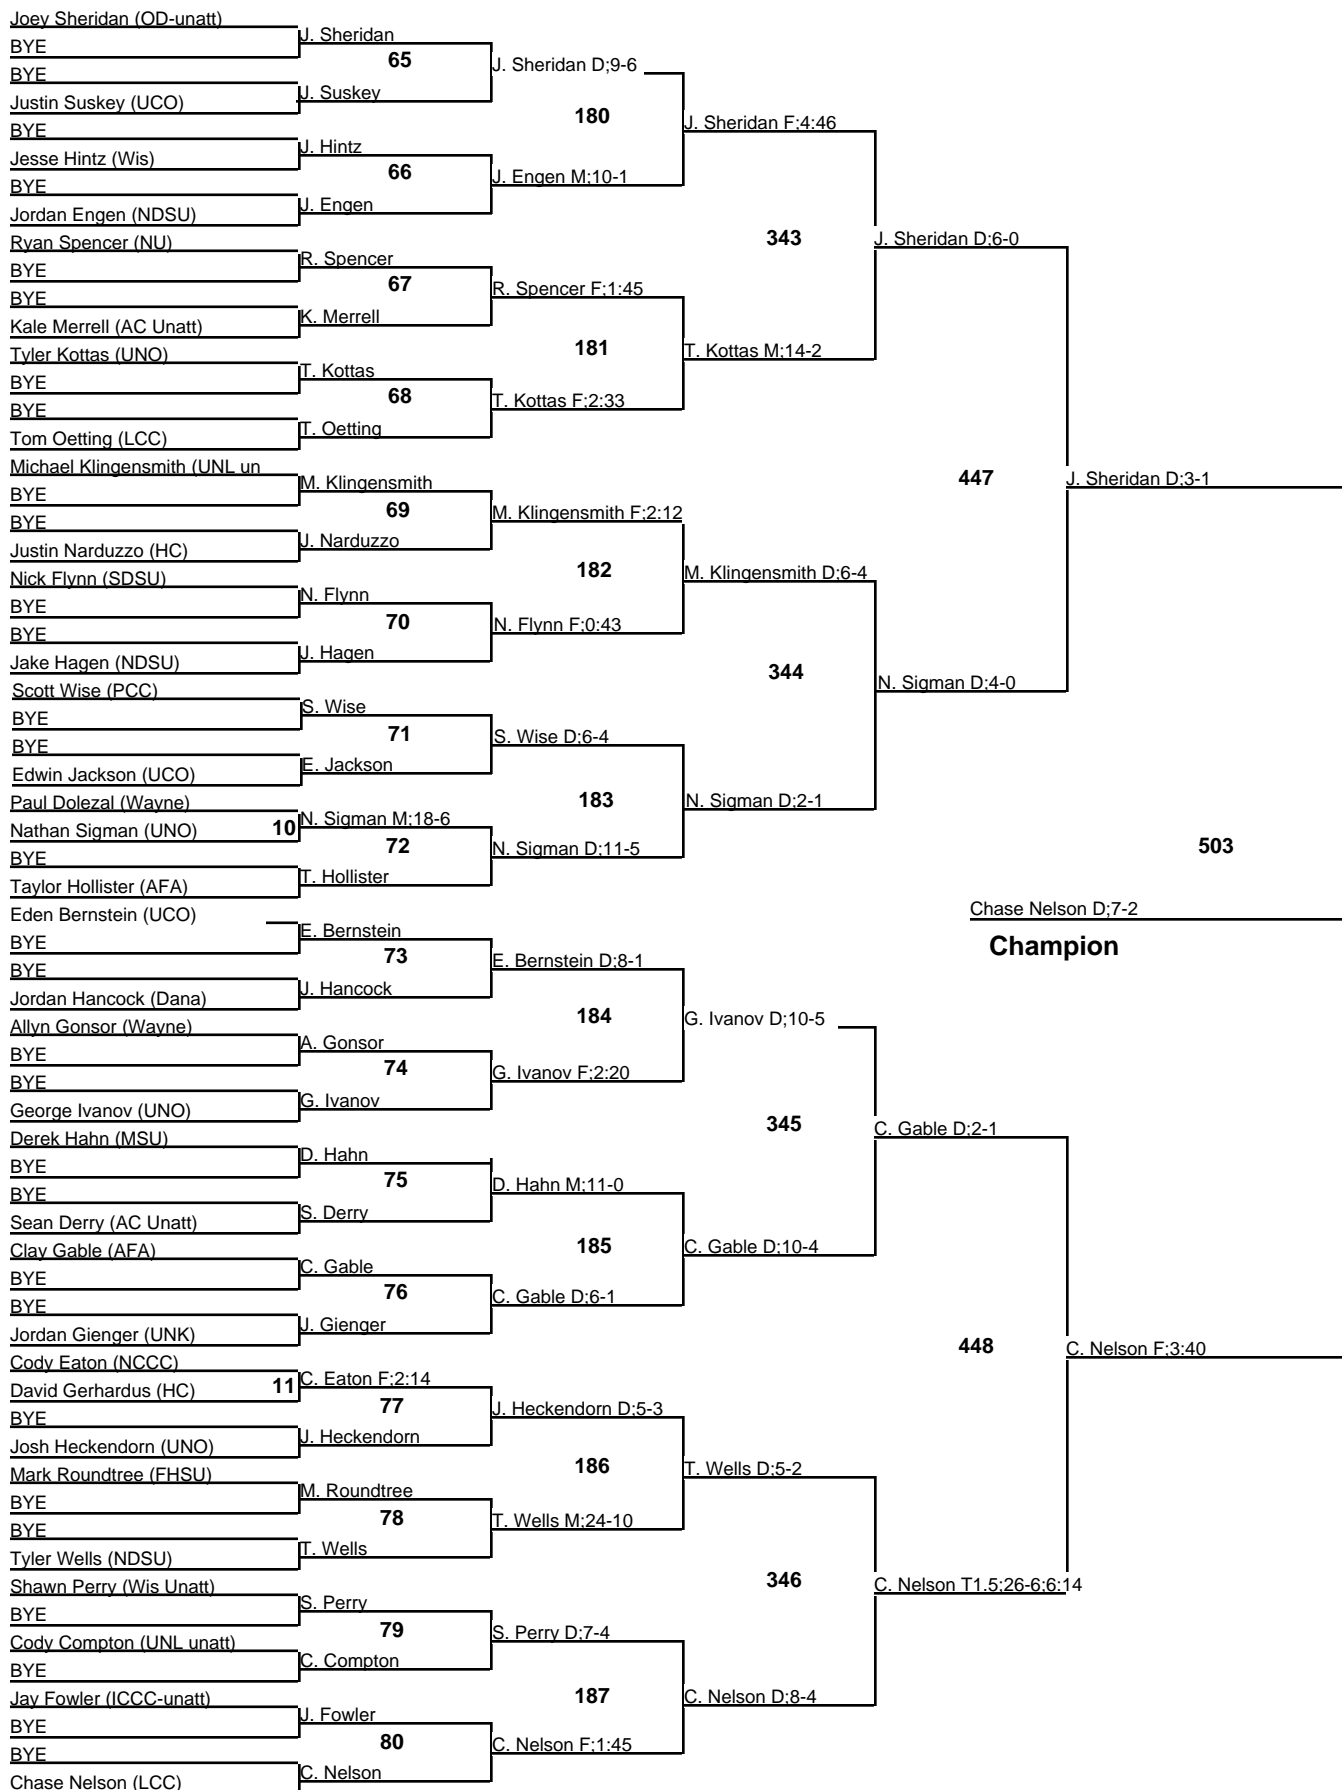 Joey Sheridan (OD-unatt)
BYE
BYE
Justin Suskey (UCO)
BYE
Jesse Hintz (Wis)
BYE
Jordan Engen (NDSU)
Ryan Spencer (NU)
BYE
BYE
Kale Merrell (AC Unatt)
Tyler Kottas (UNO)
BYE
BYE
Tom Oetting (LCC)
Michael Klingensmith (UNL un
BYE
BYE
Justin Narduzzo (HC)
Nick Flynn (SDSU)
BYE
BYE
Jake Hagen (NDSU)
Scott Wise (PCC)
BYE
BYE
Edwin Jackson (UCO)
Paul Dolezal (Wayne)
Nathan Sigman (UNO) 10
BYE
Taylor Hollister (AFA)
Eden Bernstein (UCO)
BYE
BYE
Jordan Hancock (Dana)
Allyn Gonsor (Wayne)
BYE
BYE
George Ivanov (UNO)
Derek Hahn (MSU)
BYE
BYE
Sean Derry (AC Unatt)
Clay Gable (AFA)
BYE
BYE
Jordan Gienger (UNK)
Cody Eaton (NCCC)
David Gerhardus (HC) 11
BYE
Josh Heckendorn (UNO)
Mark Roundtree (FHSU)
BYE
BYE
Tyler Wells (NDSU)
Shawn Perry (Wis Unatt)
BYE
Cody Compton (UNL unatt)
BYE
Jay Fowler (ICCC-unatt)
BYE
BYE
Chase Nelson (LCC)
J. Sheridan
65
J. Suskey
J. Hintz
66
J. Engen
R. Spencer
67
K. Merrell
T. Kottas
68
T. Oetting
M. Klingensmith
69
J. Narduzzo
N. Flynn
70
J. Hagen
S. Wise
71
E. Jackson
N. Sigman M;18-6
72
T. Hollister
E. Bernstein
73
J. Hancock
A. Gonsor
74
G. Ivanov
D. Hahn
75
S. Derry
C. Gable
76
J. Gienger
C. Eaton F;2:14
77
J. Heckendorn
M. Roundtree
78
T. Wells
S. Perry
79
C. Compton
J. Fowler
80
C. Nelson
J. Sheridan D;9-6
180
J. Engen M;10-1
R. Spencer F;1:45
181
T. Kottas F;2:33
M. Klingensmith F;2:12
182
N. Flynn F;0:43
S. Wise D;6-4
183
N. Sigman D;11-5
E. Bernstein D;8-1
184
G. Ivanov F;2:20
D. Hahn M;11-0
185
C. Gable D;6-1
J. Heckendorn D;5-3
186
T. Wells M;24-10
S. Perry D;7-4
187
C. Nelson F;1:45
J. Sheridan F;4:46
343
T. Kottas M;14-2
M. Klingensmith D;6-4
344
N. Sigman D;2-1
G. Ivanov D;10-5
345
C. Gable D;10-4
T. Wells D;5-2
346
C. Nelson D;8-4
J. Sheridan D;6-0
447
N. Sigman D;4-0
C. Gable D;2-1
448
C. Nelson T1.5;26-6;6:14
J. Sheridan D;3-1
503
C. Nelson F;3:40
Chase Nelson D;7-2
Champion